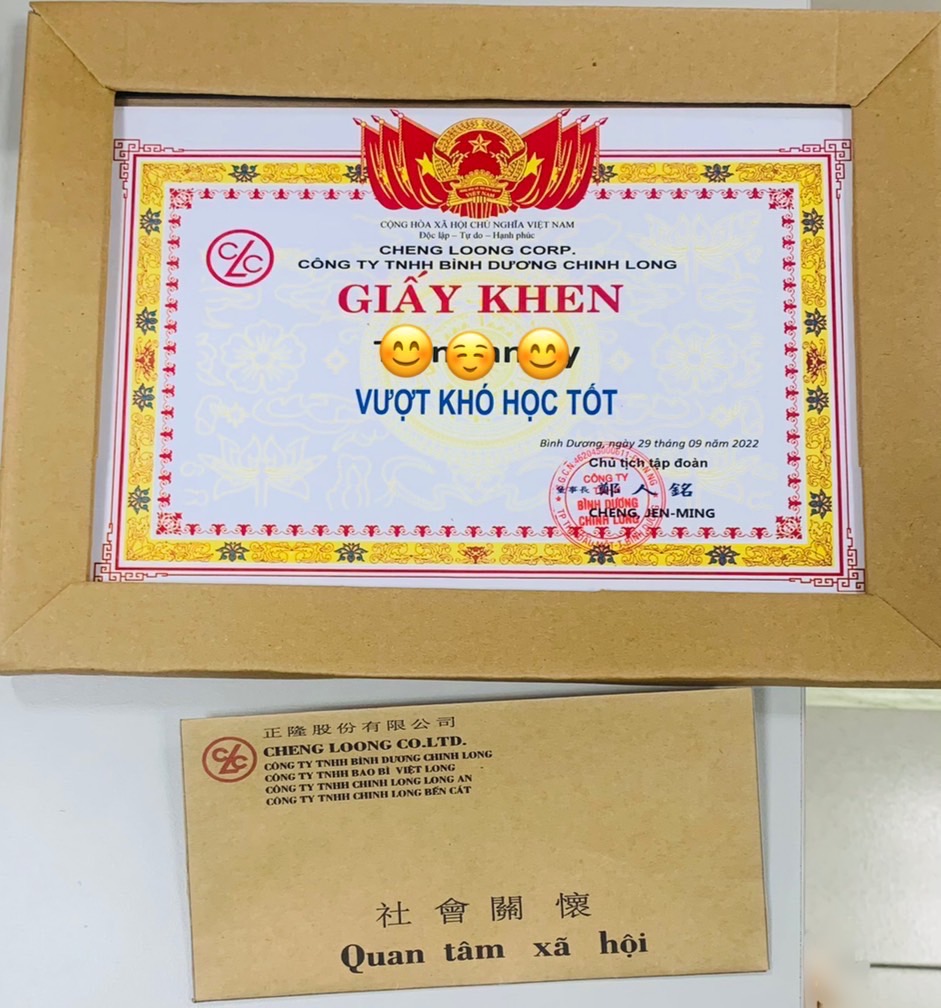 CỘNG HÒA XÃ HỘI CHỦ NGHĨA VIỆT NAM
Độc lập – Tự do – Hạnh phúc
CLC
CHENG LOONG CORP.
CÔNG TY TNHH BÌNH DƯƠNG CHINH LONG
GIẤY KHEN
VƯỢT KHÓ HỌC TỐT
Bình Dương, ngày 29 tháng 09 năm 2022
Chủ tịch tập đoàn
CÔNG TY
事長 鄭人銘
BÌNH DƯƠNG
CHINH LONG
CHENG, JEN-MING
正隆股份有限公司
CLC
CHENG LOONG CO.LTD.
CÔNG TY TNHH BÌNH DƯƠNG CHINH LONG
CÔNG TY TNHH BAO BÌ VIỆT LONG
CÔNG TY TNHH CHINH LONG LONG AN
CÔNG TY TNHH CHINH LONG BẾN CÁT
社會關懷
Quan tâm xã hội